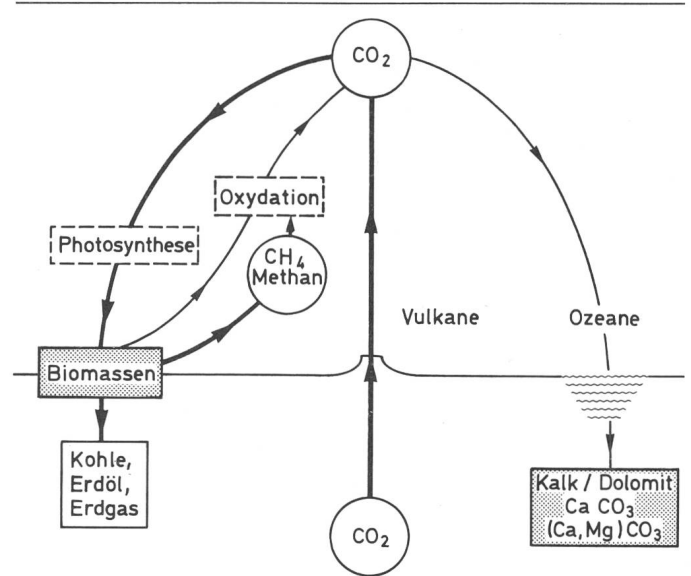 CO₂
Oxydation
Photosynthese
CH₄
Methan
Vulkane
Ozeane
Biomassen
Kohle,
Erdöl,
Erdgas
Kalk / Dolomit
Ca CO₃
(Ca, Mg) CO₃
CO₂